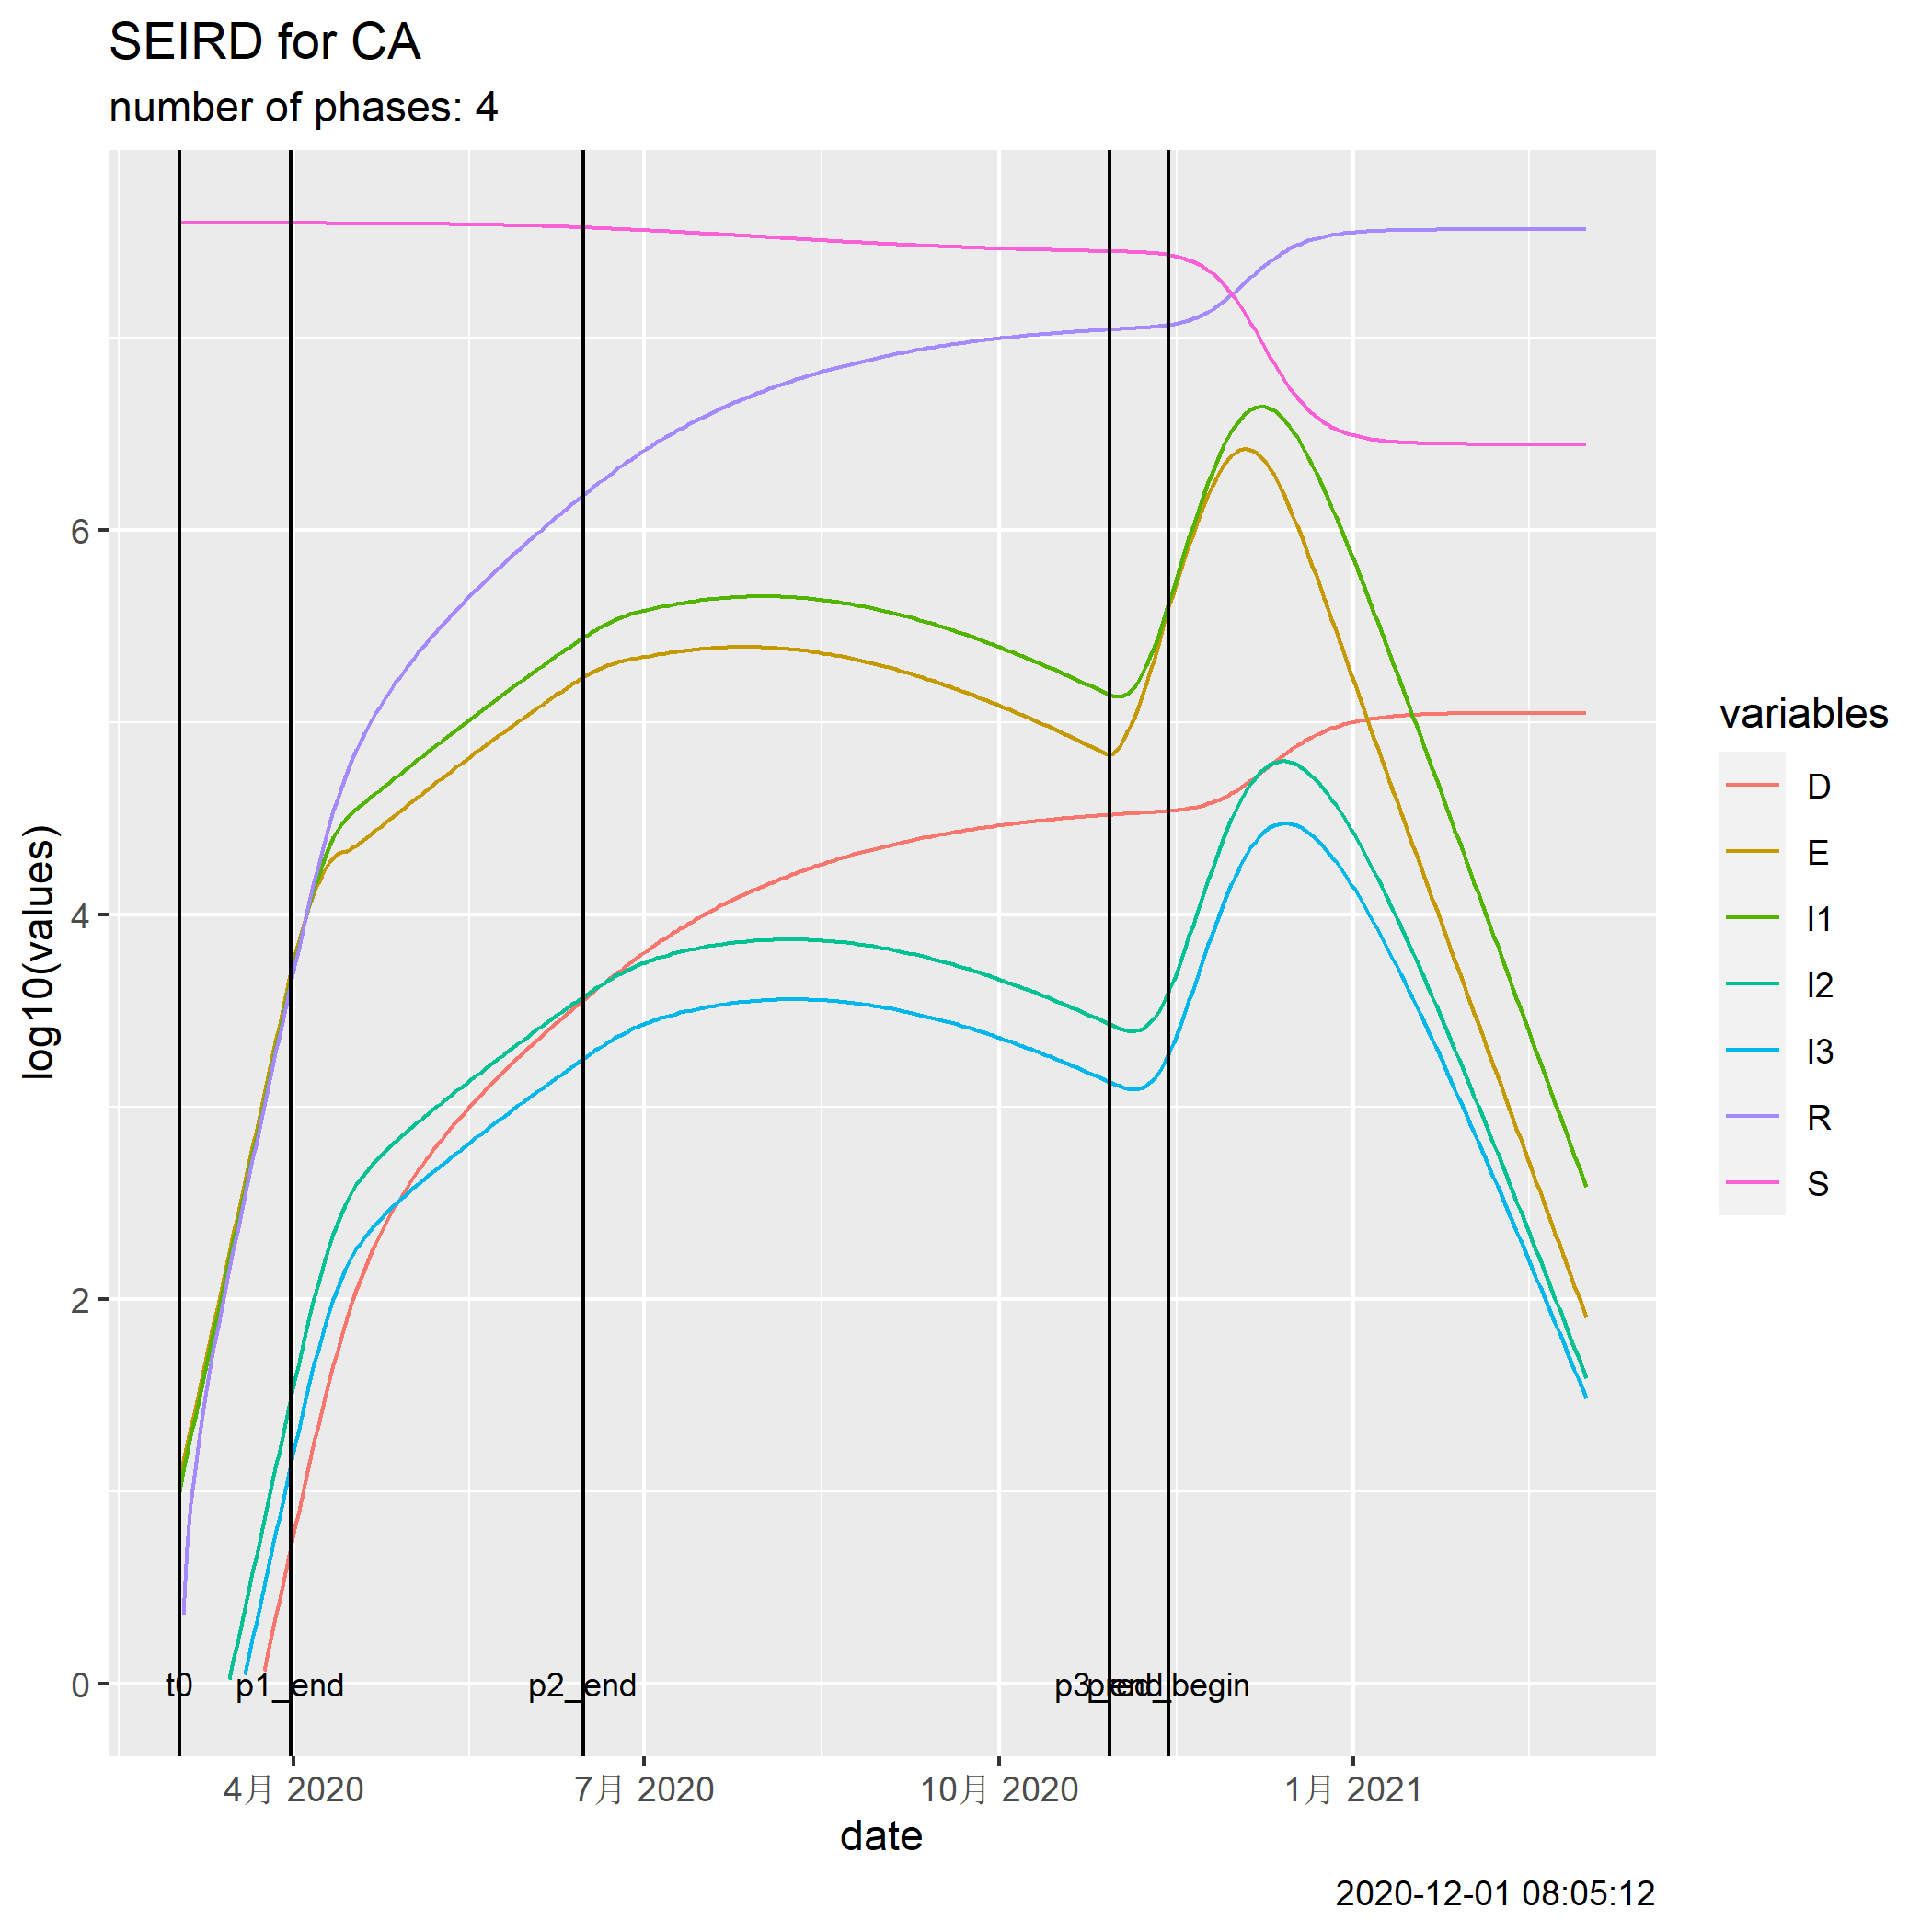 SEIRD for CA
number of phases: 4
log10(values)
6
4
2
0
t0
p1_end
p2_end
p3_end
pred_begin
4月 2020
7月 2020
10月 2020
1月 2021
date
variables
D
E
I1
I2
I3
R
S
2020-12-01 08:05:12